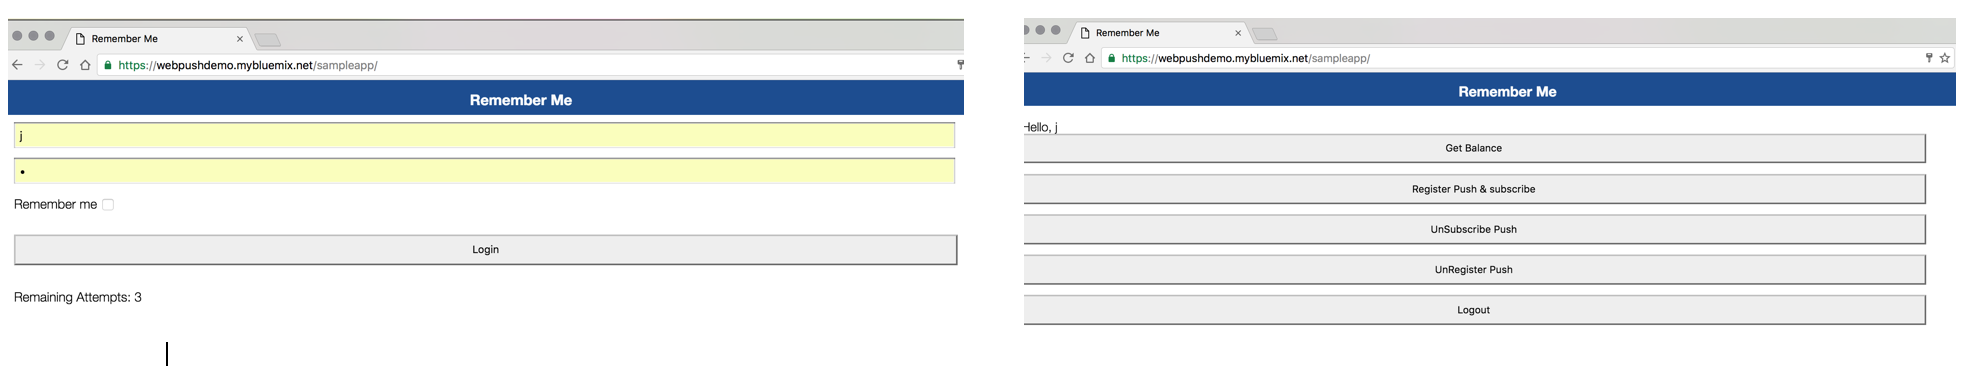 Remember Me
https://webpushdemo.mybluemix.net/sampleapp/
Remember Me
j
Remember me
Login
Remaining Attempts: 3
Remember Me
https://webpushdemo.mybluemix.net/sampleapp/
Remember Me
Hello, j
Get Balance
Register Push & subscribe
UnSubscribe Push
UnRegister Push
Logout